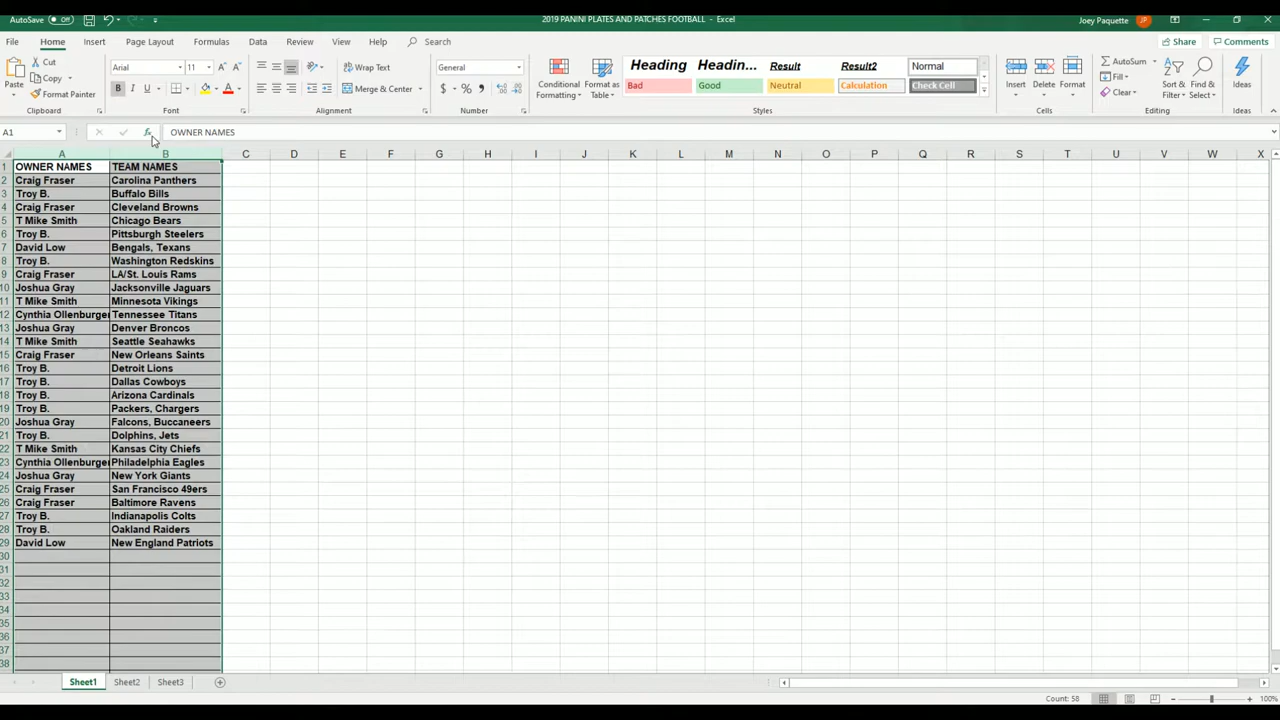 AutoSave Off 2019 PANINI PLATES AND PATCHES FOOTBALL - Excel Joey Paquette JP
File Home Insert Page Layout Formulas Data Review View Help Search Share Comments
Paste Cut Copy Format Painter Clipboard
Arial 11 B I U A A A Font
Wrap Text Merge & Center Alignment
General $ % , Number
Conditional Formatting Format as Table
Heading Headin... Result Result2 Normal
Bad Good Neutral Calculation Check Cell
Styles
Insert Delete Format Cells
AutoSum Fill Clear Sort & Filter Find & Select Editing
Ideas Ideas
A1 fx OWNER NAMES
A B C D E F G H I J K L M N O P Q R S T U V W X
1 OWNER NAMES TEAM NAMES
2 Craig Fraser Carolina Panthers
3 Troy B. Buffalo Bills
4 Craig Fraser Cleveland Browns
5 T Mike Smith Chicago Bears
6 Troy B. Pittsburgh Steelers
7 David Low Bengals, Texans
8 Troy B. Washington Redskins
9 Craig Fraser LA/St. Louis Rams
10 Joshua Gray Jacksonville Jaguars
11 T Mike Smith Minnesota Vikings
12 Cynthia Ollenburger Tennessee Titans
13 Joshua Gray Denver Broncos
14 T Mike Smith Seattle Seahawks
15 Craig Fraser New Orleans Saints
16 Troy B. Detroit Lions
17 Troy B. Dallas Cowboys
18 Troy B. Arizona Cardinals
19 Troy B. Packers, Chargers
20 Joshua Gray Falcons, Buccaneers
21 Troy B. Dolphins, Jets
22 T Mike Smith Kansas City Chiefs
23 Cynthia Ollenburger Philadelphia Eagles
24 Joshua Gray New York Giants
25 Craig Fraser San Francisco 49ers
26 Craig Fraser Baltimore Ravens
27 Troy B. Indianapolis Colts
28 Troy B. Oakland Raiders
29 David Low New England Patriots
30
31
32
33
34
35
36
37
38
Sheet1 Sheet2 Sheet3
Count: 58 100%